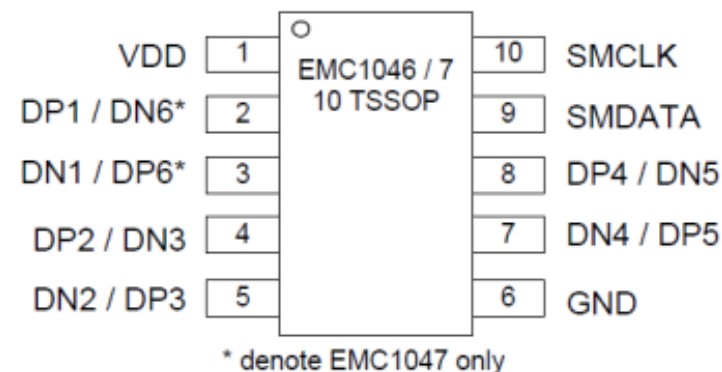 VDD 1 EMC1046 / 7 10 SMCLK
DP1 / DN6* 2 10 TSSOP 9 SMDATA
DN1 / DP6* 3 8 DP4 / DN5
DP2 / DN3 4 7 DN4 / DP5
DN2 / DP3 5 6 GND
* denote EMC1047 only